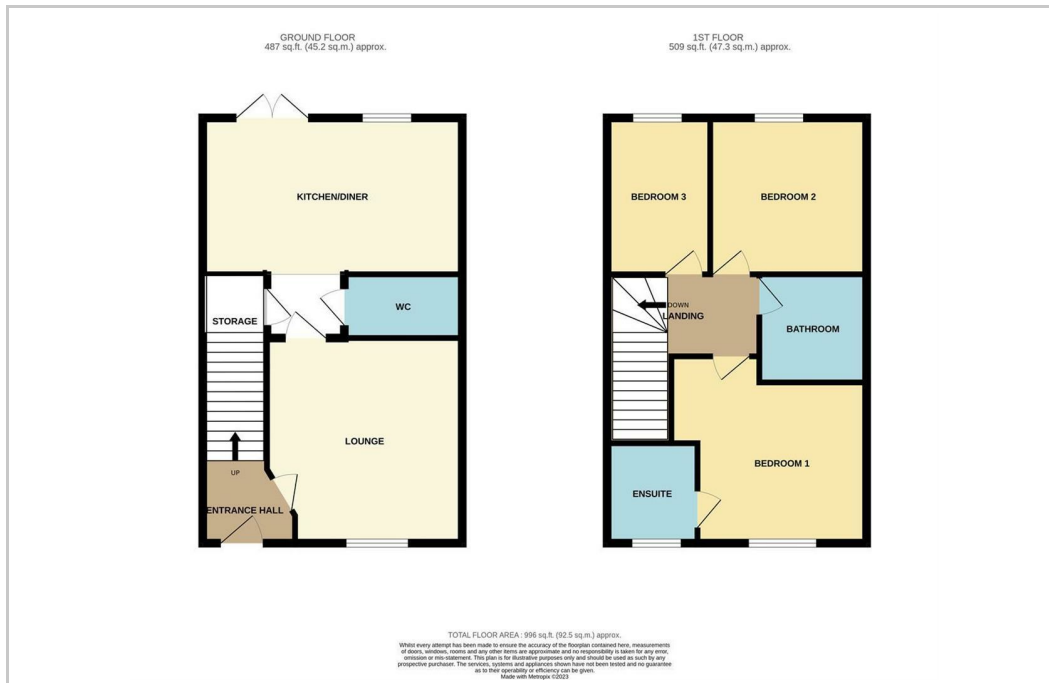 GROUND FLOOR
487 sq.ft. (45.2 sq.m.) approx.
KITCHEN/DINER
STORAGE
WC
LOUNGE
UP
ENTRANCE HALL
1ST FLOOR
509 sq.ft. (47.3 sq.m.) approx.
BEDROOM 3
BEDROOM 2
DOWN
LANDING
BATHROOM
BEDROOM 1
ENSUITE
TOTAL FLOOR AREA : 996 sq.ft. (92.5 sq.m.) approx.
Whilst every attempt has been made to ensure the accuracy of the floorplan contained here, measurements
of doors, windows, rooms and any other items are approximate and no responsibility is taken for any error,
omission or mis-statement. This plan is for illustrative purposes only and should be used as such by any
prospective purchaser. The services, systems and appliances shown have not been tested and no guarantee
as to their operability or efficiency can be given.
Made with Metropix ©2023